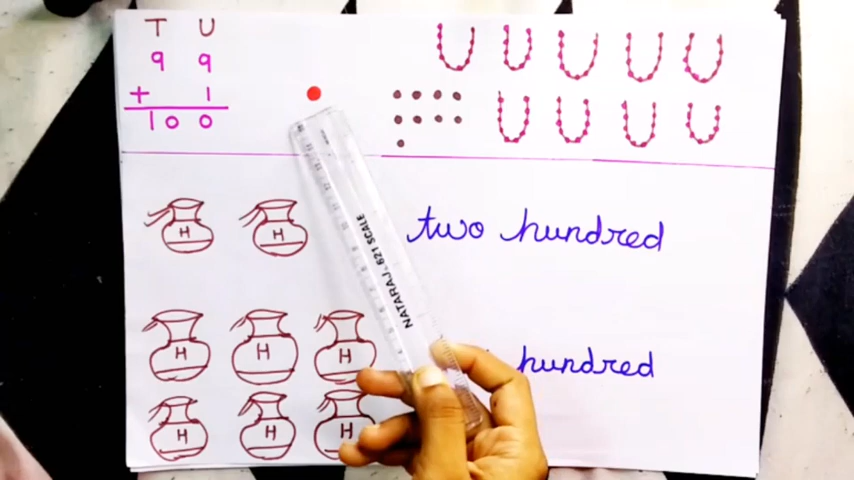 T U
9 9
+ 1
1 0 0
H H
two hundred
H H H
hundred
H H H
NATARAJ. 621 SCALE